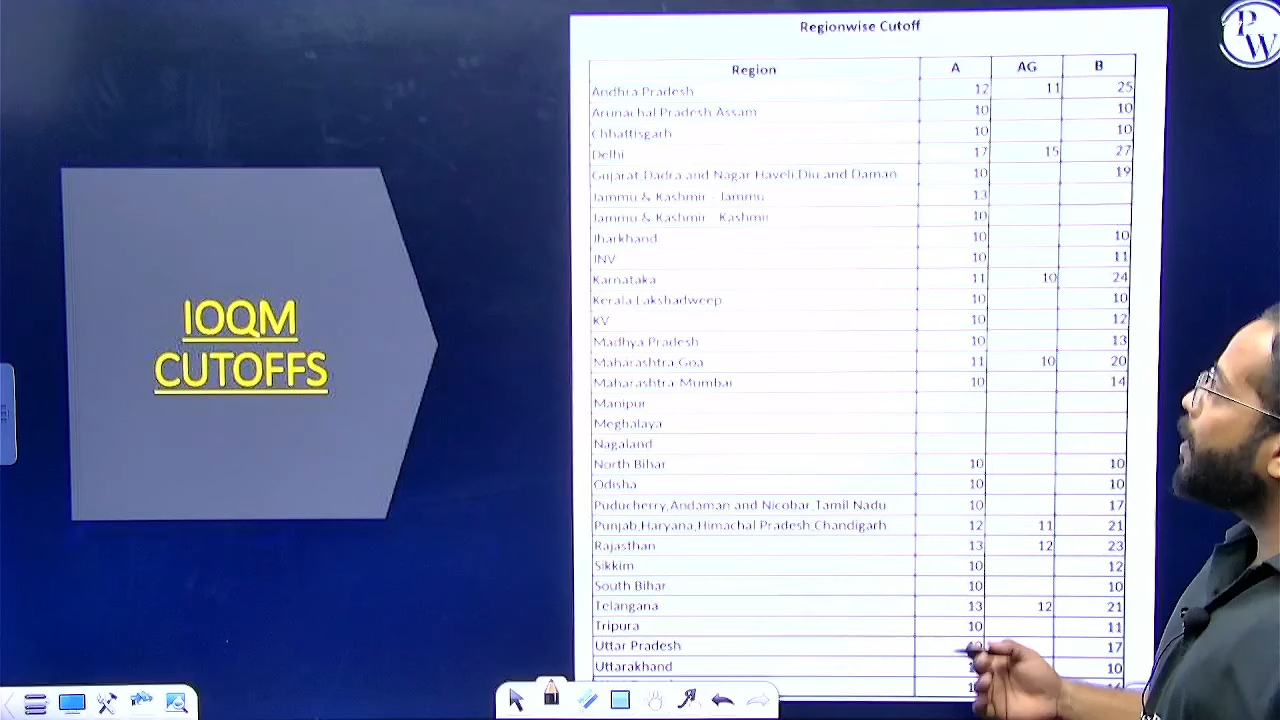 Regionwise Cutoff
PW
Region A AG B
Andhra Pradesh 12 11 25
Arunachal Pradesh Assam 10 10
Chhattisgarh 10 10
Delhi 17 15 27
Gujarat Dadra and Nagar Haveli Diu and Daman 10 19
Jammu & Kashmir - Jammu 13
Jammu & Kashmir - Kashmir 10
Jharkhand 10 10
JNV 10 11
Karnataka 11 10 24
Kerala Lakshadweep 10 10
KV 10 12
Madhya Pradesh 10 13
Maharashtra Goa 11 10 20
Maharashtra Mumbai 10 14
Manipur
Meghalaya
Nagaland
North Bihar 10 10
Odisha 10 10
Puducherry,Andaman and Nicobar,Tamil Nadu 10 17
Punjab,Haryana,Himachal Pradesh,Chandigarh 12 11 21
Rajasthan 13 12 23
Sikkim 10 12
South Bihar 10 10
Telangana 13 12 21
Tripura 10 11
Uttar Pradesh 17
Uttarakhand 10
IOQM
CUTOFFS